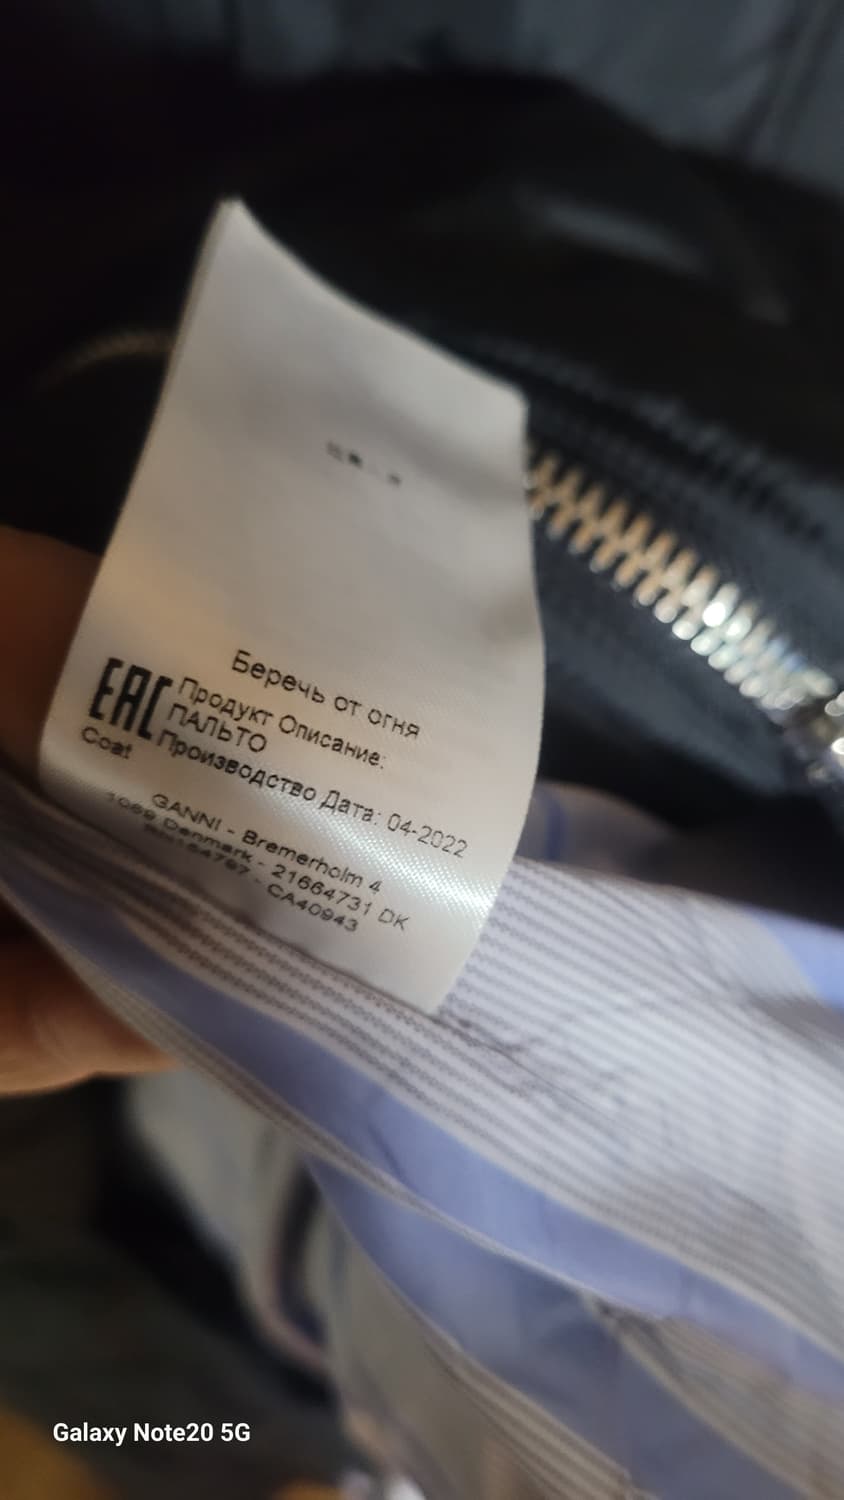 Беречь от огня
EAC
Продукт Описание:
ПАЛЬТО
Производство Дата: 04-2022
Coat
GANNI - Bremerholm 4
1069 Denmark - 21664731 DK
CA40943
Galaxy Note20 5G